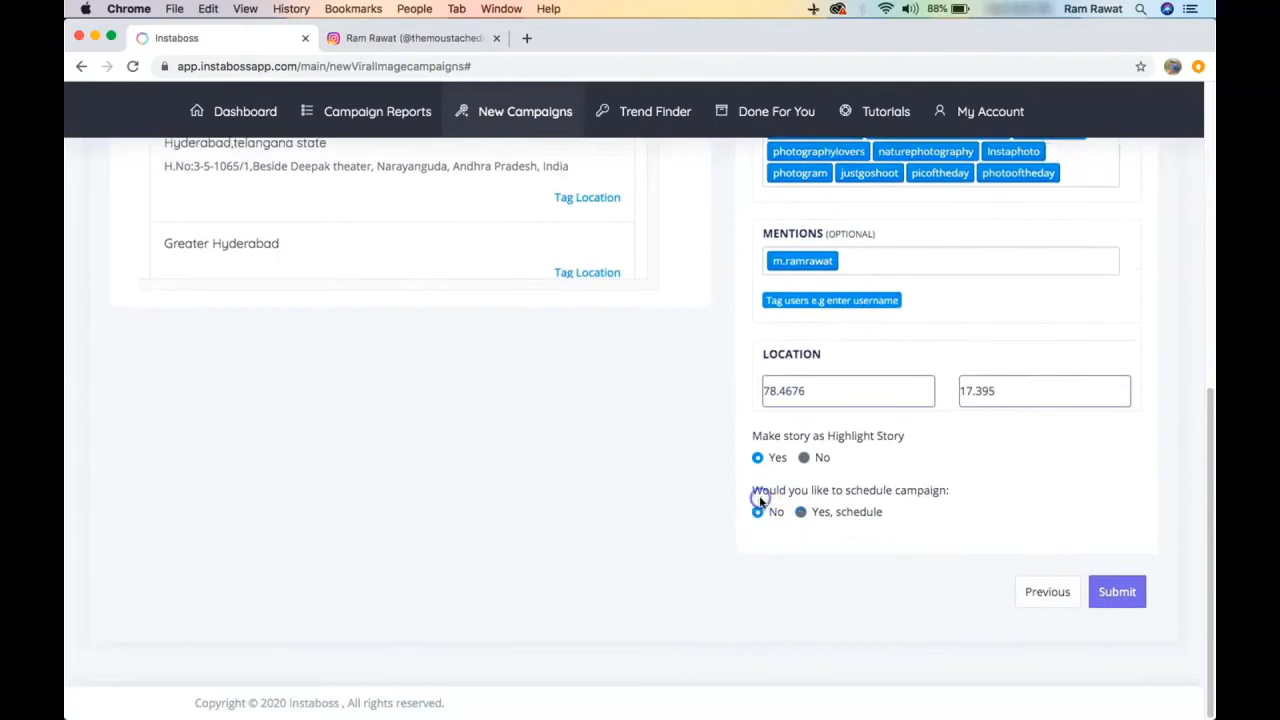 Chrome File Edit View History Bookmarks People Tab Window Help 88% Ram Rawat
Instaboss Ram Rawat (@themoustached
app.instabossapp.com/main/newViralImagecampaigns#
Dashboard Campaign Reports New Campaigns Trend Finder Done For You Tutorials My Account
Hyderabad,telangana state
H.No:3-5-1065/1,Beside Deepak theater, Narayanguda, Andhra Pradesh, India
Tag Location
Greater Hyderabad
Tag Location
photographylovers naturephotography Instaphoto
photogram justgoshoot picoftheday photooftheday
MENTIONS (OPTIONAL)
m.ramrawat
Tag users e.g enter username
LOCATION
78.4676 17.395
Make story as Highlight Story
Yes No
Would you like to schedule campaign:
No Yes, schedule
Previous Submit
Copyright © 2020 Instaboss , All rights reserved.